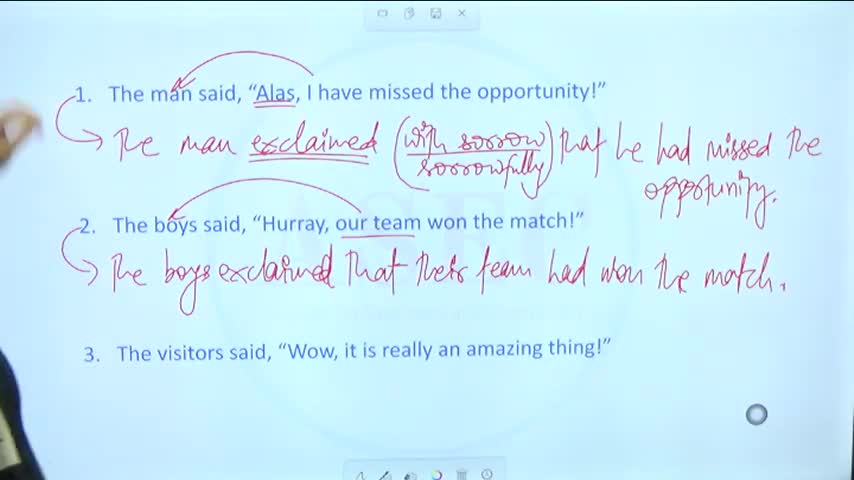 1. The man said, “Alas, I have missed the opportunity!”
The man exclaimed (with sorrow / sorrowfully) that he had missed the
opportunity.
2. The boys said, “Hurray, our team won the match!”
The boys exclaimed that their team had won the match.
3. The visitors said, “Wow, it is really an amazing thing!”